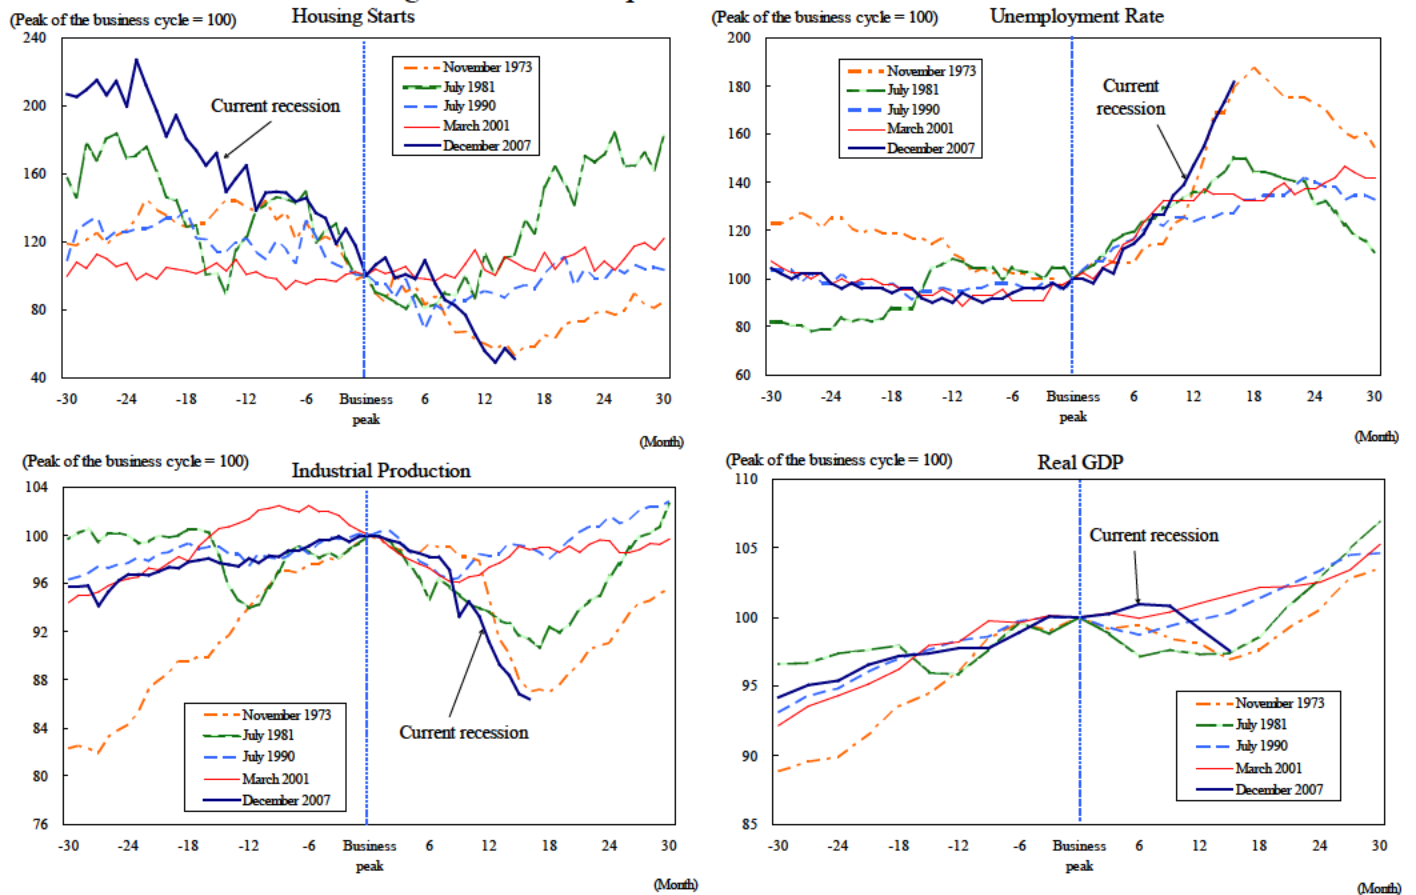 Housing Starts
(Peak of the business cycle = 100)
240
200
160
120
80
40
November 1973
July 1981
July 1990
March 2001
December 2007
Current recession
-30 -24 -18 -12 -6 Business peak 6 12 18 24 30
(Month)
Unemployment Rate
(Peak of the business cycle = 100)
200
180
160
140
120
100
80
60
November 1973
July 1981
July 1990
March 2001
December 2007
Current
recession
-30 -24 -18 -12 -6 Business peak 6 12 18 24 30
(Month)
(Peak of the business cycle = 100)
Industrial Production
104
100
96
92
88
84
80
76
November 1973
July 1981
July 1990
March 2001
December 2007
Current recession
-30 -24 -18 -12 -6 Business peak 6 12 18 24 30
(Month)
(Peak of the business cycle = 100)
Real GDP
110
105
100
95
90
85
Current recession
November 1973
July 1981
July 1990
March 2001
December 2007
-30 -24 -18 -12 -6 Business peak 6 12 18 24 30
(Month)